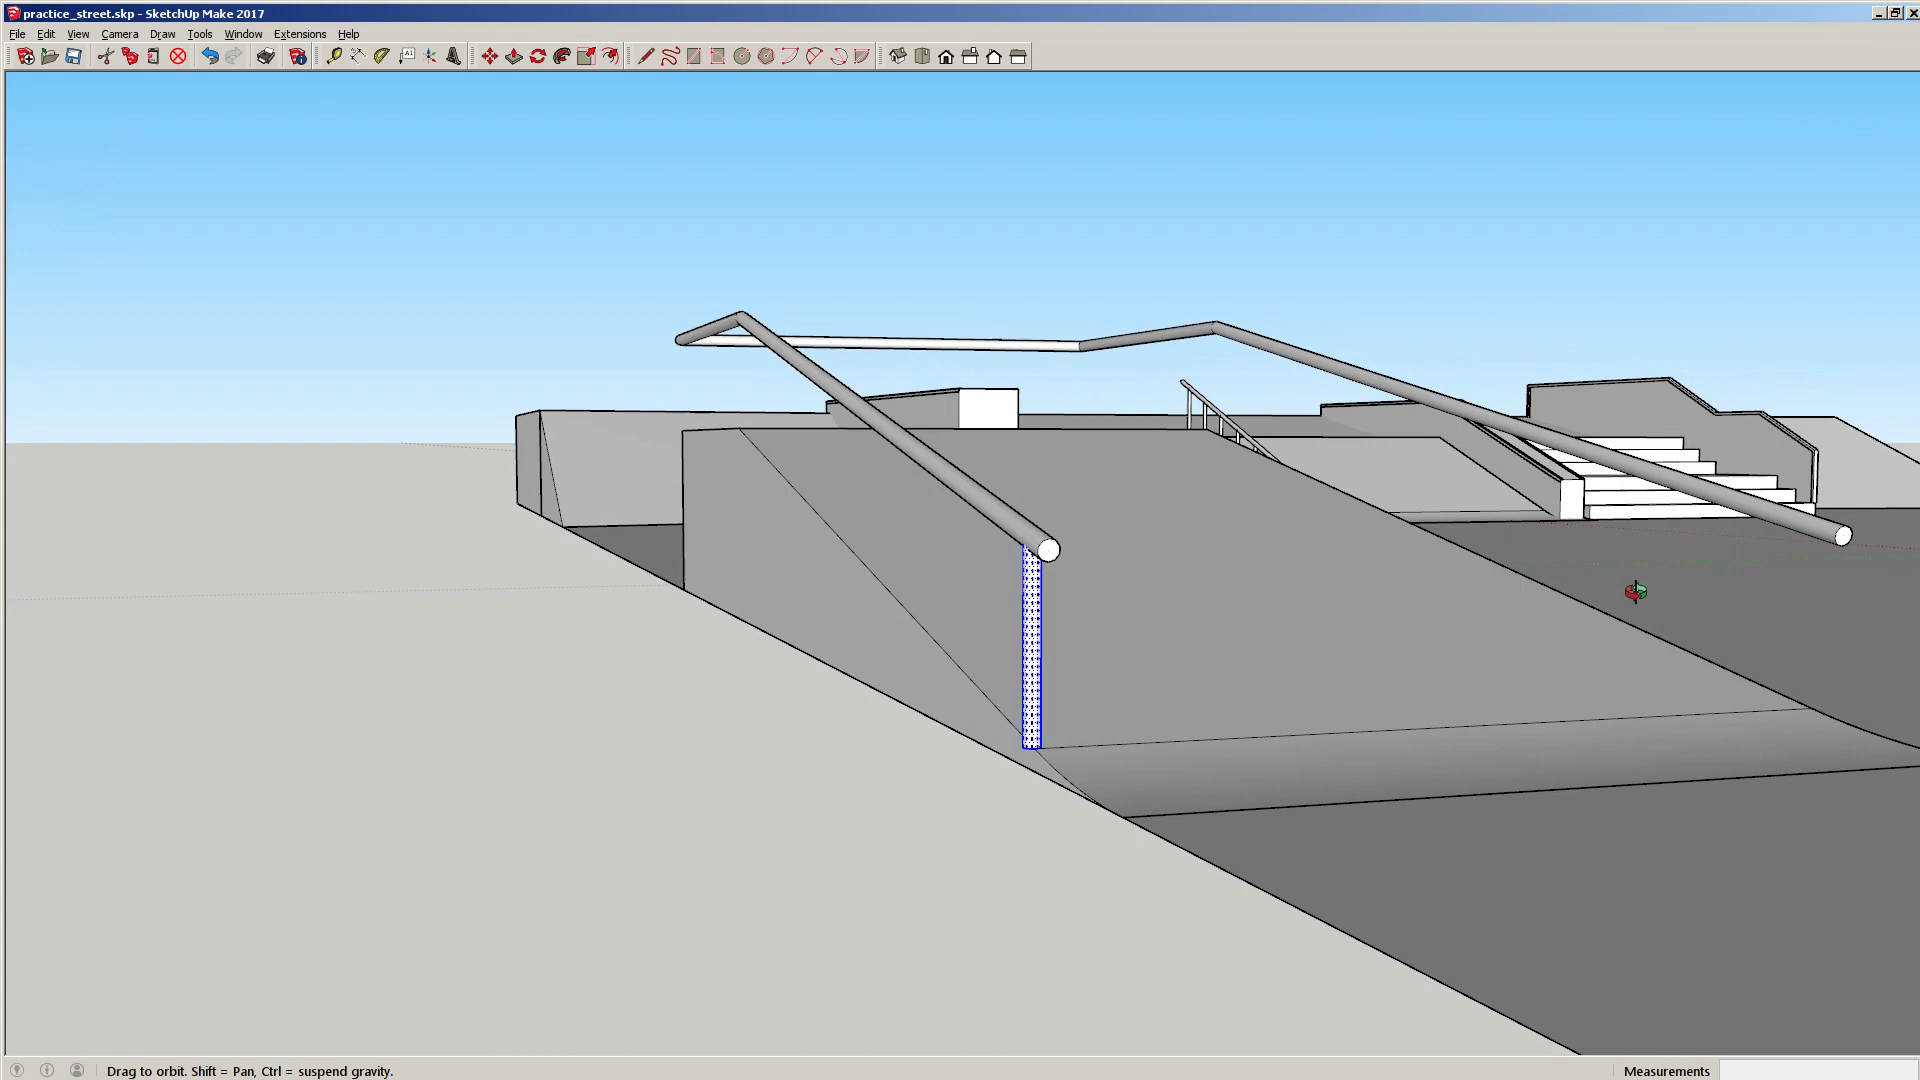 practice_street.skp - SketchUp Make 2017
File Edit View Camera Draw Tools Window Extensions Help
A1
Drag to orbit. Shift = Pan, Ctrl = suspend gravity.
Measurements